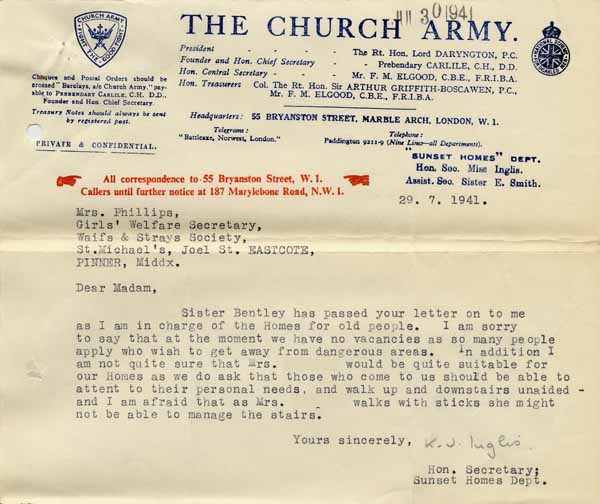 JUL 30 1941
CHURCH ARMY
FIGHT THE GOOD FIGHT
THE CHURCH ARMY.
President - - - The Rt. Hon. Lord DARYNGTON, P.C.
Founder and Hon. Chief Secretary - - Prebendary CARLILE, C.H., D.D.
Hon. Central Secretary - - - Mr. F. M. ELGOOD, C.B.E., F.R.I.B.A.
Hon. Treasurers Col. The Rt. Hon. Sir ARTHUR GRIFFITH-BOSCAWEN, P.C.,
Mr. F. M. ELGOOD, C.B.E., F.R.I.B.A.
Cheques and Postal Orders should be
crossed "Barclays, a/c Church Army," pay-
able to PREBENDARY CARLILE, C.H. D.D.,
Founder and Hon. Chief Secretary.
Treasury Notes should always be sent
by registered post.
PRIVATE & CONFIDENTIAL.
Headquarters: 55 BRYANSTON STREET, MARBLE ARCH, LONDON, W. 1.
Telegrams:
"Battleaxe, Norwest, London."
Telephone:
Paddington 9211-9 (Nine Lines—all Departments).
"SUNSET HOMES" DEPT.
Hon. Sec. Miss Inglis.
Assist. Sec. Sister E. Smith.
All correspondence to 55 Bryanston Street, W. 1.
Callers until further notice at 187 Marylebone Road, N.W. 1.
29. 7. 1941.
Mrs. Phillips,
Girls' Welfare Secretary,
Waifs & Strays Society,
St.Michael's, Joel St. EASTCOTE,
PINNER, Middx.
Dear Madam,
Sister Bentley has passed your letter on to me
as I am in charge of the Homes for old people. I am sorry
to say that at the moment we have no vacancies as so many people
apply who wish to get away from dangerous areas. In addition I
am not quite sure that Mrs. would be quite suitable for
our Homes as we do ask that those who come to us should be able to
attent to their personal needs, and walk up and downstairs unaided -
and I am afraid that as Mrs. walks with sticks she might
not be able to manage the stairs.
Yours sincerely, K. J. Inglis.
Hon. Secretary;
Sunset Homes Dept.